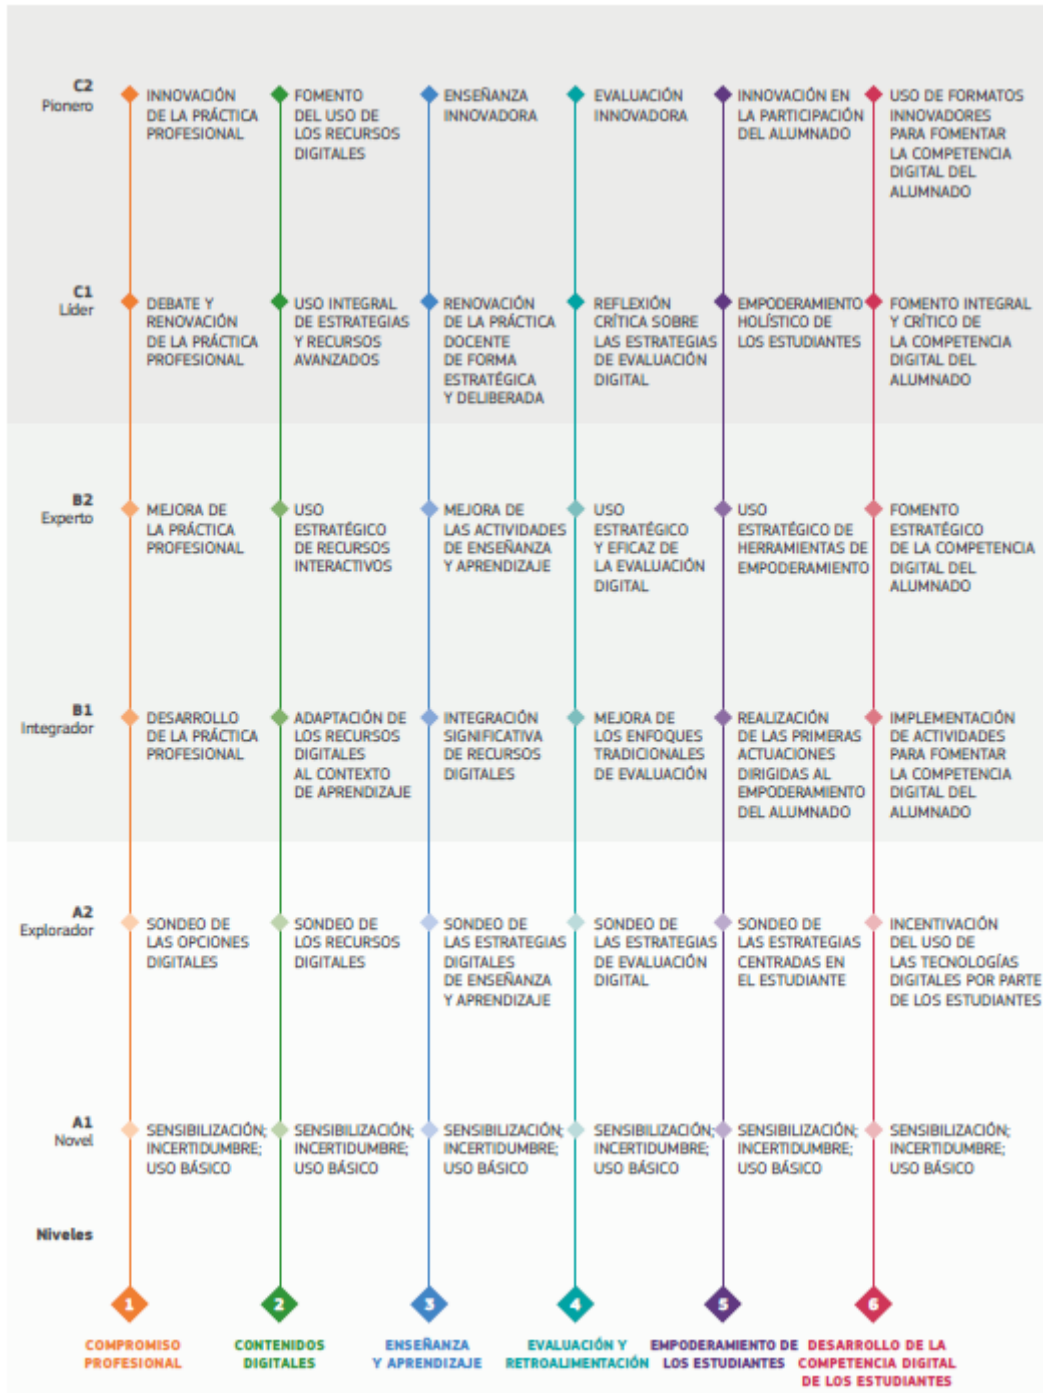 C2
Pionero
INNOVACIÓN
DE LA PRÁCTICA
PROFESIONAL
FOMENTO
DEL USO DE
LOS RECURSOS
DIGITALES
ENSEÑANZA
INNOVADORA
EVALUACIÓN
INNOVADORA
INNOVACIÓN EN
LA PARTICIPACIÓN
DEL ALUMNADO
USO DE FORMATOS
INNOVADORES
PARA FOMENTAR
LA COMPETENCIA
DIGITAL DEL
ALUMNADO
C1
Líder
DEBATE Y
RENOVACIÓN
DE LA PRÁCTICA
PROFESIONAL
USO INTEGRAL
DE ESTRATEGIAS
Y RECURSOS
AVANZADOS
RENOVACIÓN
DE LA PRÁCTICA
DOCENTE
DE FORMA
ESTRATÉGICA
Y DELIBERADA
REFLEXIÓN
CRÍTICA SOBRE
LAS ESTRATEGIAS
DE EVALUACIÓN
DIGITAL
EMPODERAMIENTO
HOLÍSTICO DE
LOS ESTUDIANTES
FOMENTO INTEGRAL
Y CRÍTICO DE
LA COMPETENCIA
DIGITAL DEL
ALUMNADO
B2
Experto
MEJORA DE
LA PRÁCTICA
PROFESIONAL
USO
ESTRATÉGICO
DE RECURSOS
INTERACTIVOS
MEJORA DE
LAS ACTIVIDADES
DE ENSEÑANZA
Y APRENDIZAJE
USO
ESTRATÉGICO
Y EFICAZ DE
LA EVALUACIÓN
DIGITAL
USO
ESTRATÉGICO DE
HERRAMIENTAS DE
EMPODERAMIENTO
FOMENTO
ESTRATÉGICO
DE LA COMPETENCIA
DIGITAL DEL
ALUMNADO
B1
Integrador
DESARROLLO
DE LA PRÁCTICA
PROFESIONAL
ADAPTACIÓN DE
LOS RECURSOS
DIGITALES
AL CONTEXTO
DE APRENDIZAJE
INTEGRACIÓN
SIGNIFICATIVA
DE RECURSOS
DIGITALES
MEJORA DE
LOS ENFOQUES
TRADICIONALES
DE EVALUACIÓN
REALIZACIÓN
DE LAS PRIMERAS
ACTUACIONES
DIRIGIDAS AL
EMPODERAMIENTO
DEL ALUMNADO
IMPLEMENTACIÓN
DE ACTIVIDADES
PARA FOMENTAR
LA COMPETENCIA
DIGITAL DEL
ALUMNADO
A2
Explorador
SONDEO DE
LAS OPCIONES
DIGITALES
SONDEO DE
LOS RECURSOS
DIGITALES
SONDEO DE
LAS ESTRATEGIAS
DIGITALES
DE ENSEÑANZA
Y APRENDIZAJE
SONDEO DE
LAS ESTRATEGIAS
DE EVALUACIÓN
DIGITAL
SONDEO DE
LAS ESTRATEGIAS
CENTRADAS EN
EL ESTUDIANTE
INCENTIVACIÓN
DEL USO DE
LAS TECNOLOGÍAS
DIGITALES POR PARTE
DE LOS ESTUDIANTES
A1
Novel
SENSIBILIZACIÓN;
INCERTIDUMBRE;
USO BÁSICO
SENSIBILIZACIÓN;
INCERTIDUMBRE;
USO BÁSICO
SENSIBILIZACIÓN;
INCERTIDUMBRE;
USO BÁSICO
SENSIBILIZACIÓN;
INCERTIDUMBRE;
USO BÁSICO
SENSIBILIZACIÓN;
INCERTIDUMBRE;
USO BÁSICO
SENSIBILIZACIÓN;
INCERTIDUMBRE;
USO BÁSICO
Niveles
1
COMPROMISO
PROFESIONAL
2
CONTENIDOS
DIGITALES
3
ENSEÑANZA
Y APRENDIZAJE
4
EVALUACIÓN Y
RETROALIMENTACIÓN
5
EMPODERAMIENTO DE
LOS ESTUDIANTES
6
DESARROLLO DE LA
COMPETENCIA DIGITAL
DE LOS ESTUDIANTES